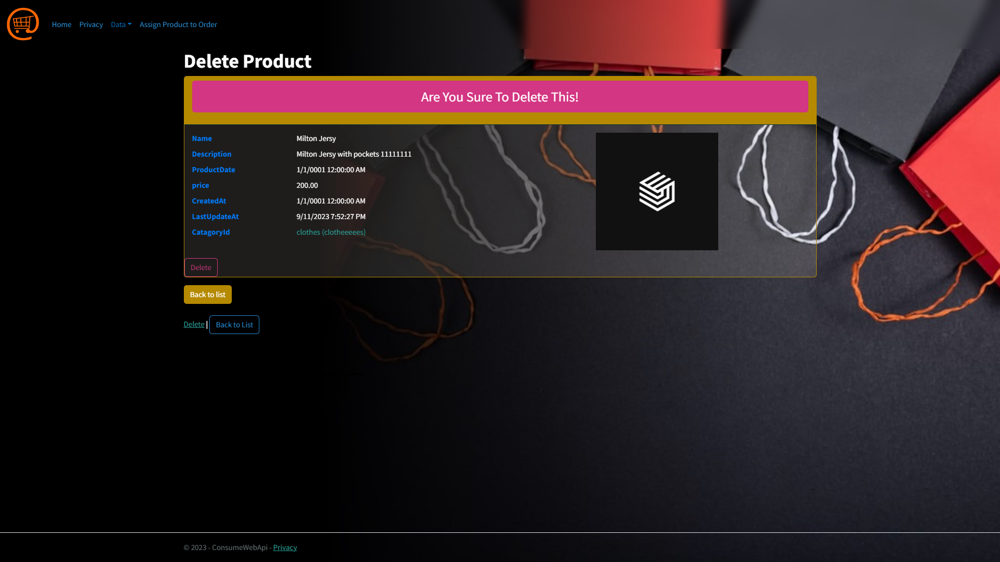 Home Privacy Data Assign Product to Order
Delete Product
Are You Sure To Delete This!
Name Milton Jersy
Description Milton Jersy with pockets 11111111
ProductDate 1/1/0001 12:00:00 AM
price 200.00
CreatedAt 1/1/0001 12:00:00 AM
LastUpdateAt 9/11/2023 7:52:27 PM
CatagoryId clothes (clotheeeees)
Delete
Back to list
Delete | Back to List
© 2023 - ConsumeWebApi - Privacy